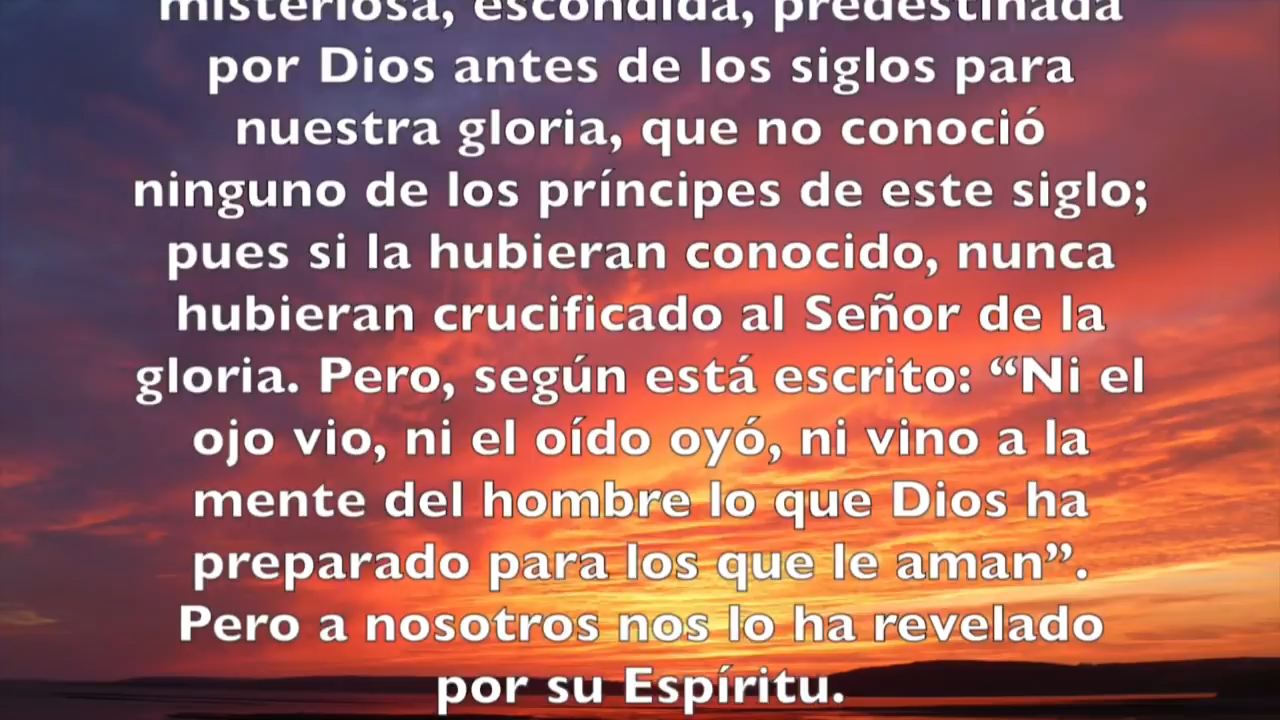 misteriosa, escondida, predestinada
por Dios antes de los siglos para
nuestra gloria, que no conoció
ninguno de los príncipes de este siglo;
pues si la hubieran conocido, nunca
hubieran crucificado al Señor de la
gloria. Pero, según está escrito: “Ni el
ojo vio, ni el oído oyó, ni vino a la
mente del hombre lo que Dios ha
preparado para los que le aman”.
Pero a nosotros nos lo ha revelado
por su Espíritu.